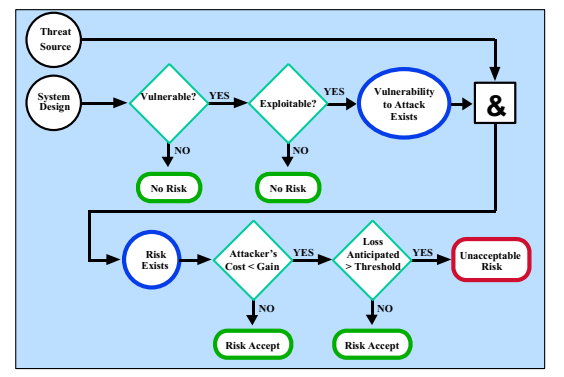 Threat
Source
System
Design
Vulnerable?
YES
Exploitable?
YES
Vulnerability
to Attack
Exists
&
NO
NO
No Risk
No Risk
Risk
Exists
Attacker's
Cost < Gain
YES
Loss
Anticipated
> Threshold
YES
Unacceptable
Risk
NO
NO
Risk Accept
Risk Accept